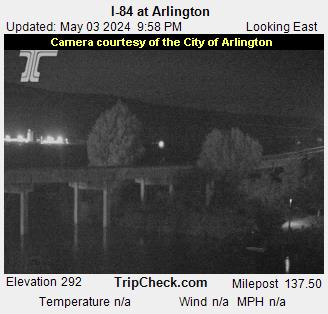 I-84 at Arlington
Updated: May 03 2024 9:58 PM Looking East
Camera courtesy of the City of Arlington
Elevation 292 TripCheck.com Milepost 137.50
Temperature n/a Wind n/a MPH n/a